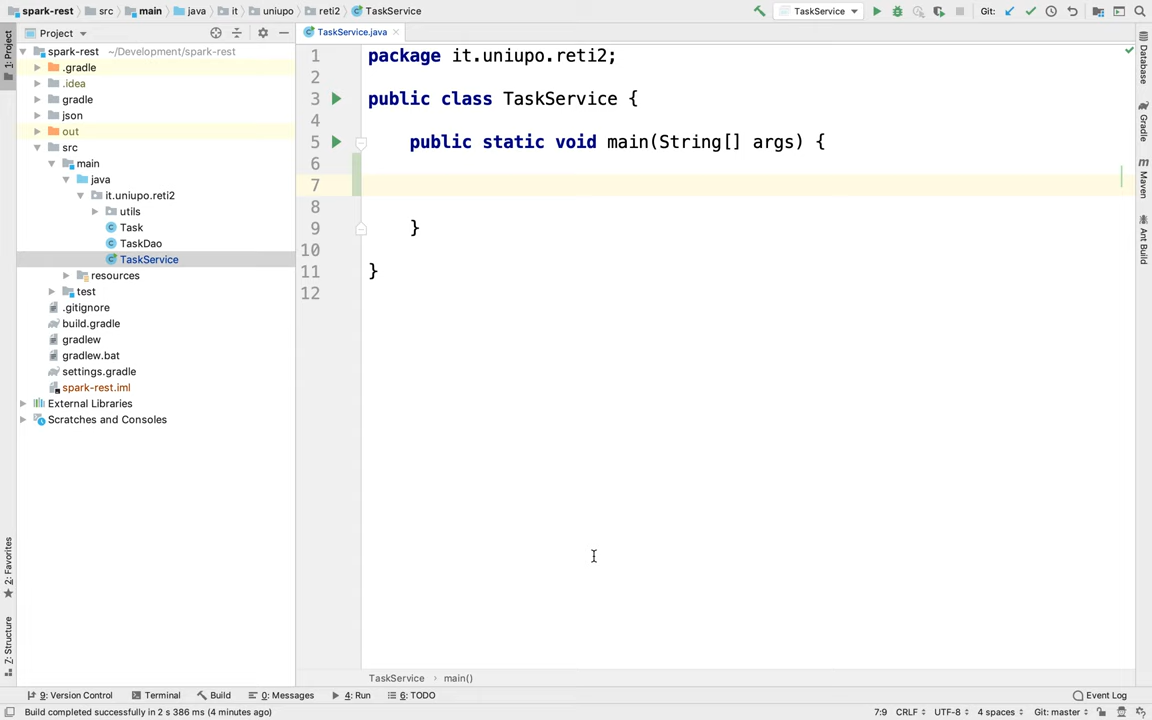 spark-rest src main java it uniupo reti2 TaskService
TaskService
Git:
Project
TaskService.java
1: Project
2: Favorites
7: Structure
spark-rest ~/Development/spark-rest
.gradle
.idea
gradle
json
out
src
main
java
it.uniupo.reti2
utils
Task
TaskDao
TaskService
resources
test
.gitignore
build.gradle
gradlew
gradlew.bat
settings.gradle
spark-rest.iml
External Libraries
Scratches and Consoles
1 package it.uniupo.reti2;
2
3 public class TaskService {
4
5 public static void main(String[] args) {
6
7
8
9 }
10
11 }
12
Database
Gradle
m Maven
Ant Build
TaskService › main()
9: Version Control Terminal Build 0: Messages 4: Run 6: TODO Event Log
Build completed successfully in 2 s 386 ms (4 minutes ago) 7:9 CRLF UTF-8 4 spaces Git: master